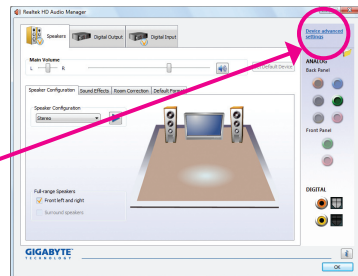 Realtek HD Audio Manager
Speakers
Digital Output
Digital Input
Device advanced
settings
Main Volume
L
R
Default Device
ANALOG
Back Panel
Speaker Configuration
Sound Effects
Room Correction
Default Format
Speaker Configuration
Stereo
Front Panel
Full-range Speakers
Front left and right
Surround speakers
DIGITAL
GIGABYTE
TECHNOLOGY
OK